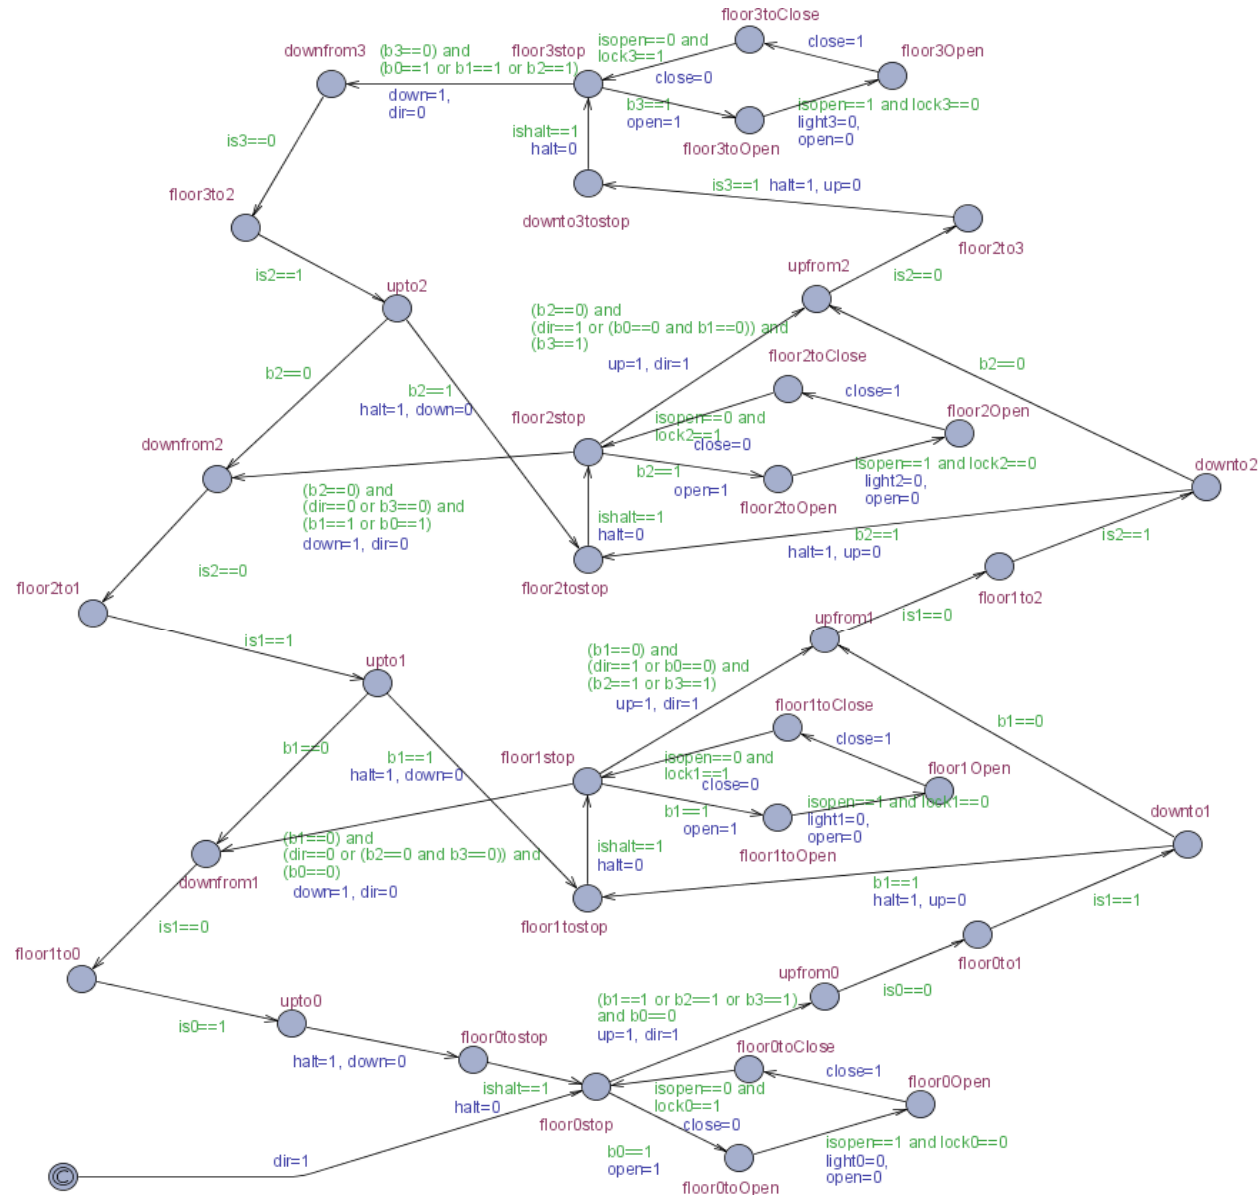 floor3toClose
downfrom3
(b3==0) and
(b0==1 or b1==1 or b2==1)
floor3stop
isopen==0 and
lock3==1
close=1
floor3Open
close=0
down=1,
dir=0
b3==1
open=1
isopen==1 and lock3==0
light3=0,
open=0
floor3toOpen
is3==0
ishalt==1
halt=0
floor3to2
is3==1
halt=1, up=0
downto3tostop
floor2to3
is2==1
upfrom2
is2==0
upto2
(b2==0) and
(dir==1 or (b0==0 and b1==0)) and
(b3==1)
up=1, dir=1
floor2toClose
b2==0
b2==0
b2==1
halt=1, down=0
close=1
floor2Open
floor2stop
isopen==0 and
lock2==1
close=0
downfrom2
b2==1
open=1
isopen==1 and lock2==0
light2=0,
open=0
downto2
(b2==0) and
(dir==0 or b3==0) and
(b1==1 or b0==1)
down=1, dir=0
floor2toOpen
ishalt==1
halt=0
b2==1
halt=1, up=0
is2==1
is2==0
floor2to1
floor2tostop
floor1to2
is1==1
upfrom1
is1==0
upto1
(b1==0) and
(dir==1 or b0==0) and
(b2==1 or b3==1)
up=1, dir=1
floor1toClose
b1==0
b1==0
b1==1
halt=1, down=0
close=1
floor1stop
isopen==0 and
lock1==1
close=0
floor1Open
b1==1
open=1
isopen==1 and lock1==0
light1=0,
open=0
downto1
(b1==0) and
(dir==0 or (b2==0 and b3==0)) and
(b0==0)
down=1, dir=0
downfrom1
floor1toOpen
ishalt==1
halt=0
b1==1
halt=1, up=0
is1==1
is1==0
floor1tostop
floor1to0
floor0to1
upfrom0
is0==0
upto0
(b1==1 or b2==1 or b3==1)
and b0==0
up=1, dir=1
is0==1
floor0tostop
halt=1, down=0
floor0toClose
close=1
floor0Open
ishalt==1
halt=0
isopen==0 and
lock0==1
close=0
floor0stop
b0==1
open=1
isopen==1 and lock0==0
light0=0,
open=0
dir=1
C
floor0toOpen